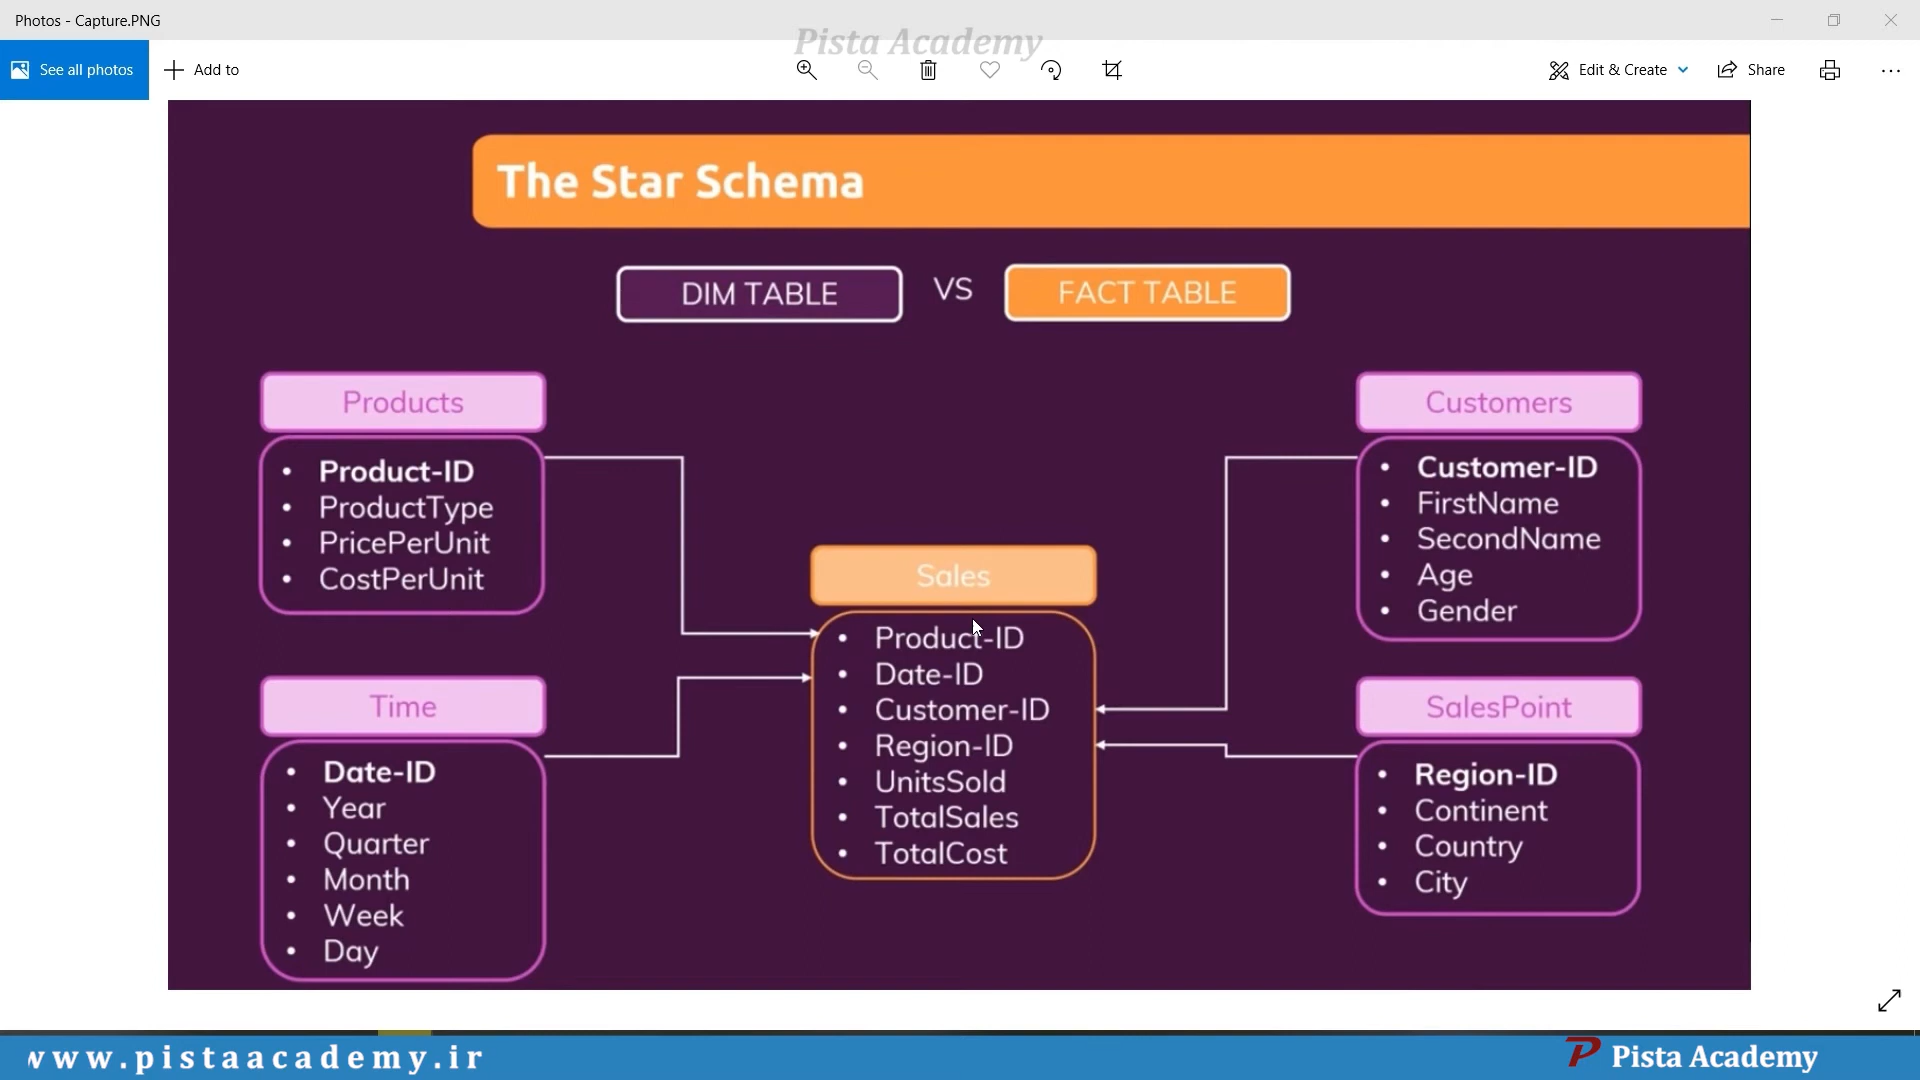 Photos - Capture.PNG
Pista Academy
See all photos
Add to
Edit & Create
Share
The Star Schema
DIM TABLE
VS
FACT TABLE
Products
• Product-ID
• ProductType
• PricePerUnit
• CostPerUnit
Customers
• Customer-ID
• FirstName
• SecondName
• Age
• Gender
Sales
• Product-ID
• Date-ID
• Customer-ID
• Region-ID
• UnitsSold
• TotalSales
• TotalCost
Time
• Date-ID
• Year
• Quarter
• Month
• Week
• Day
SalesPoint
• Region-ID
• Continent
• Country
• City
www.pistaacademy.ir
P Pista Academy